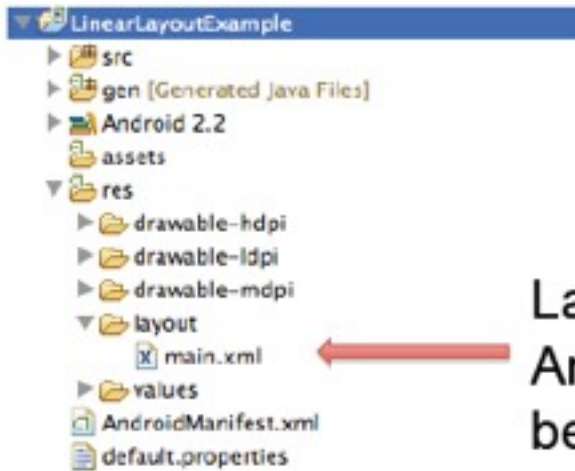 LinearLayoutExample
src
gen [Generated Java Files]
Android 2.2
assets
res
drawable-hdpi
drawable-ldpi
drawable-mdpi
layout
main.xml
values
AndroidManifest.xml
default.properties
La
An
be